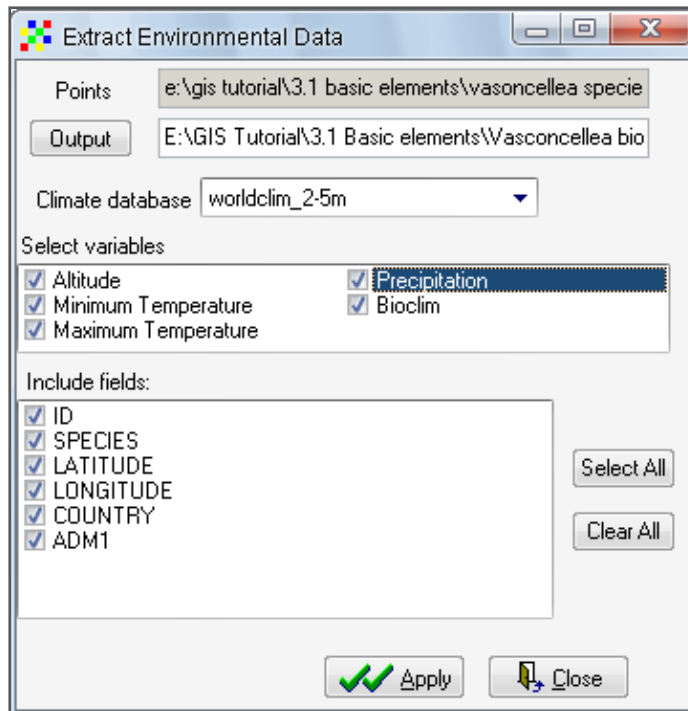 Extract Environmental Data
Points e:\gis tutorial\3.1 basic elements\vasoncellea specie
Output E:\GIS Tutorial\3.1 Basic elements\Vasconcellea bio
Climate database worldclim_2-5m
Select variables
Altitude Precipitation
Minimum Temperature Bioclim
Maximum Temperature
Include fields:
ID
SPECIES
LATITUDE
LONGITUDE
COUNTRY
ADM1
Select All
Clear All
Apply Close